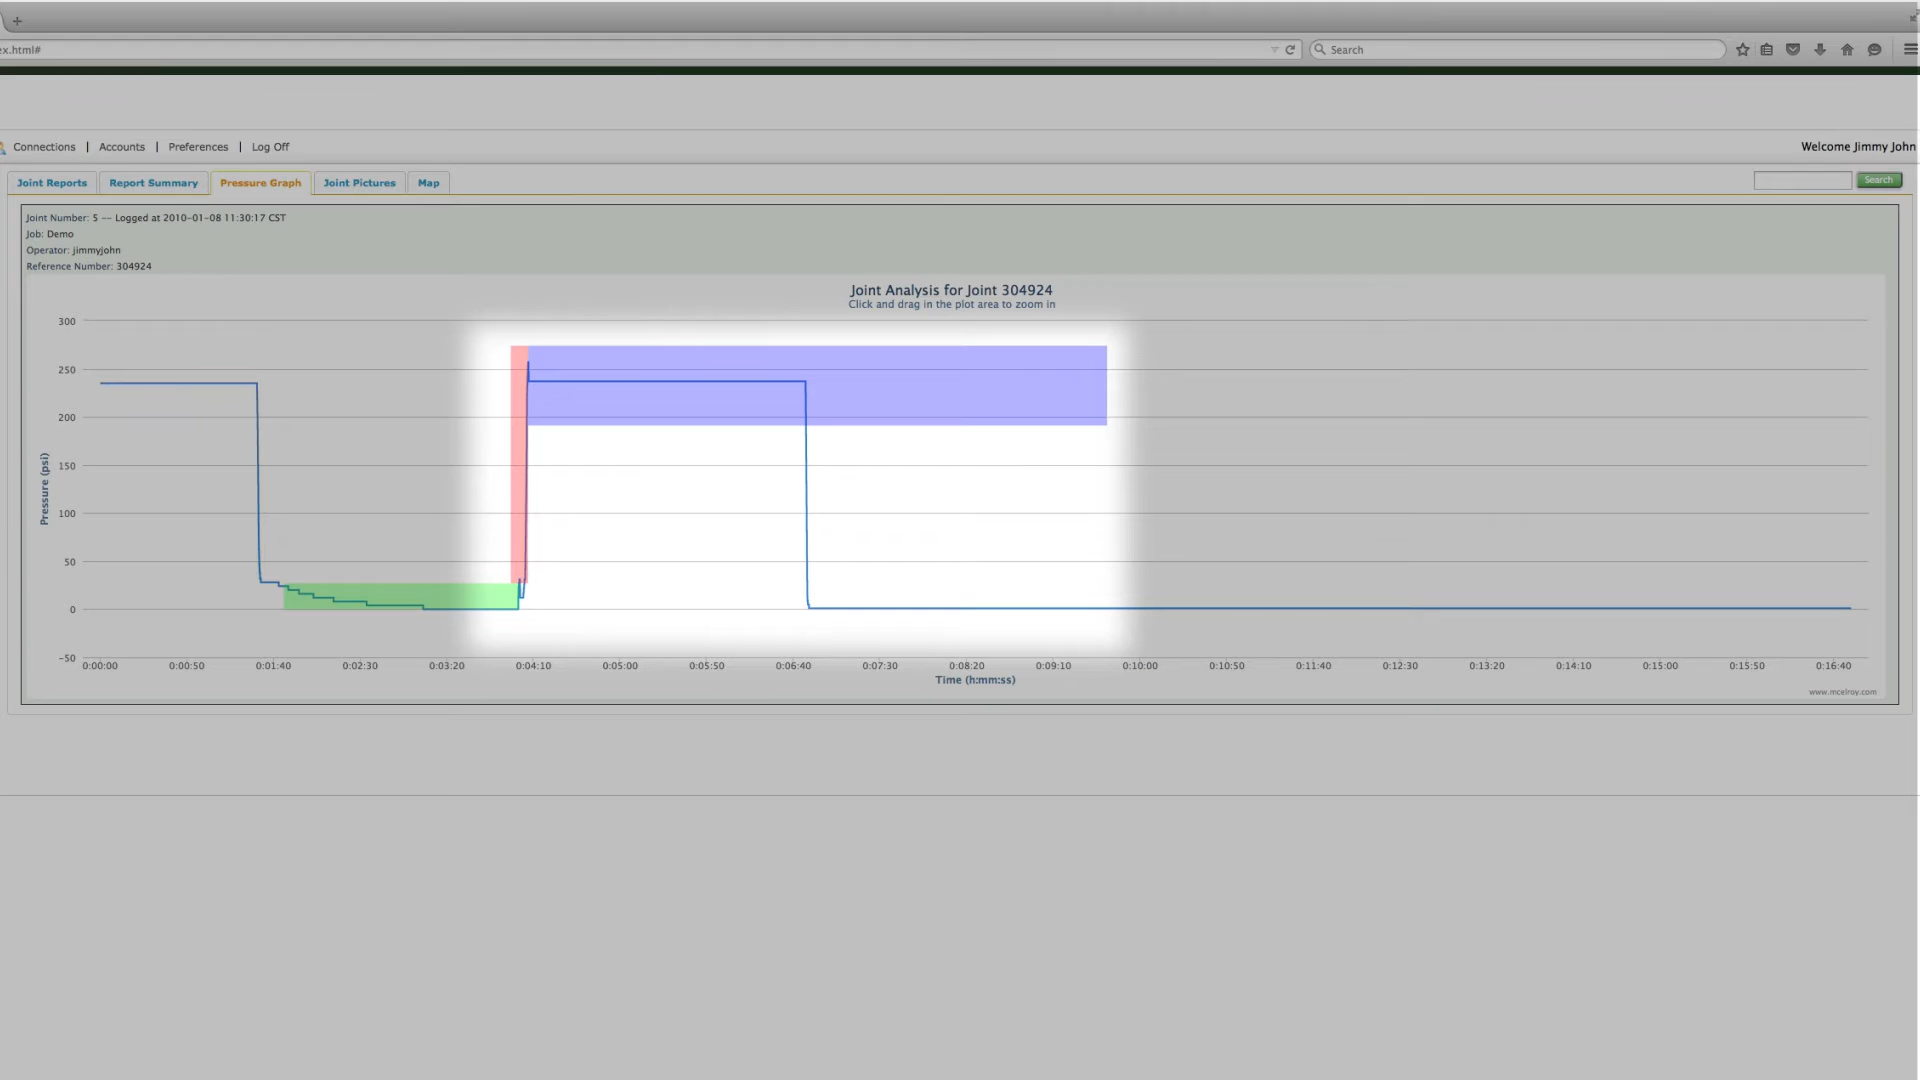 +
ex.html#
Search
Connections | Accounts | Preferences | Log Off
Welcome Jimmy John
Joint Reports Report Summary Pressure Graph Joint Pictures Map
Search
Joint Number: 5 -- Logged at 2010-01-08 11:30:17 CST
Job: Demo
Operator: jimmyjohn
Reference Number: 304924
Joint Analysis for Joint 304924
Click and drag in the plot area to zoom in
300
250
200
150
100
50
0
-50
Pressure (psi)
0:00:00 0:00:50 0:01:40 0:02:30 0:03:20 0:04:10 0:05:00 0:05:50 0:06:40 0:07:30 0:08:20 0:09:10 0:10:00 0:10:50 0:11:40 0:12:30 0:13:20 0:14:10 0:15:00 0:15:50 0:16:40
Time (h:mm:ss)
www.mcelroy.com